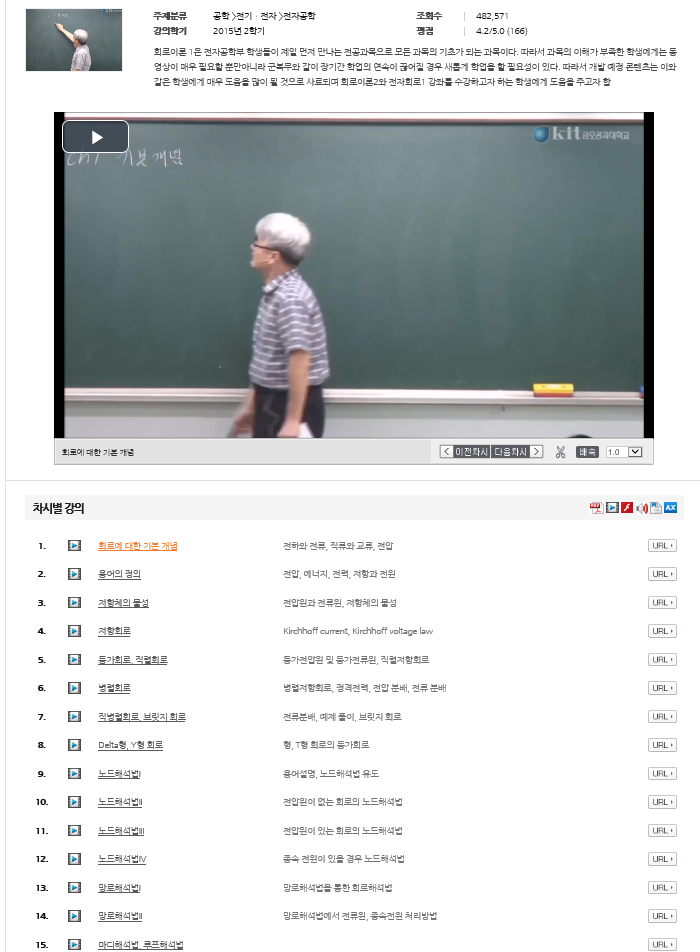 주제분류 공학 >전기ㆍ전자 >전자공학 조회수 482,571
강의학기 2015년 2학기 평점 4.2/5.0 (166)
회로이론 1은 전자공학부 학생들이 제일 먼저 만나는 전공과목으로 모든 과목의 기초가 되는 과목이다. 따라서 과목의 이해가 부족한 학생에게는 동
영상이 매우 필요할 뿐만아니라 군복무와 같이 장기간 학업의 연속이 끊어질 경우 새롭게 학업을 할 필요성이 있다. 따라서 개발 예정 콘텐츠는 이와
같은 학생에게 매우 도움을 많이 될 것으로 사료되며 회로이론2와 전자회로1 강좌를 수강하고자 하는 학생에게 도움을 주고자 함
kit 금오공과대학교
ch1 기본개념
회로에 대한 기본 개념 이전차시 다음차시 배속 1.0
차시별 강의 AX
1. 회로에 대한 기본 개념 전하와 전류, 직류와 교류, 전압 URL
2. 용어의 정의 전압, 에너지, 전력, 저항과 전원 URL
3. 저항체의 물성 전압원과 전류원, 저항체의 물성 URL
4. 저항회로 Kirchhoff current, Kirchhoff voltage law URL
5. 등가회로, 직렬회로 등가전압원 및 등가전류원, 직렬저항회로 URL
6. 병렬회로 병렬저항회로, 정격전력, 전압 분배, 전류 분배 URL
7. 직병렬회로, 브릿지 회로 전류분배, 예제 풀이, 브릿지 회로 URL
8. Delta형, Y형 회로 형, T형 회로의 등가회로 URL
9. 노드해석법I 용어설명, 노드해석법 유도 URL
10. 노드해석법II 전압원이 없는 회로의 노드해석법 URL
11. 노드해석법III 전압원이 있는 회로의 노드해석법 URL
12. 노드해석법IV 종속 전원이 있을 경우 노드해석법 URL
13. 망로해석법I 망로해석법을 통한 회로해석법 URL
14. 망로해석법II 망로해석법에서 전류원, 종속전원 처리방법 URL
15. 마디해석법, 루프해석법 URL